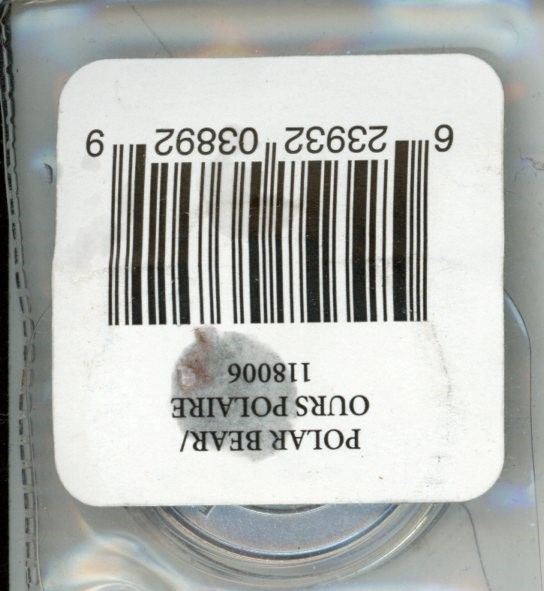 POLAR BEAR/
OURS POLAIRE
118006
6 23932 03892 9